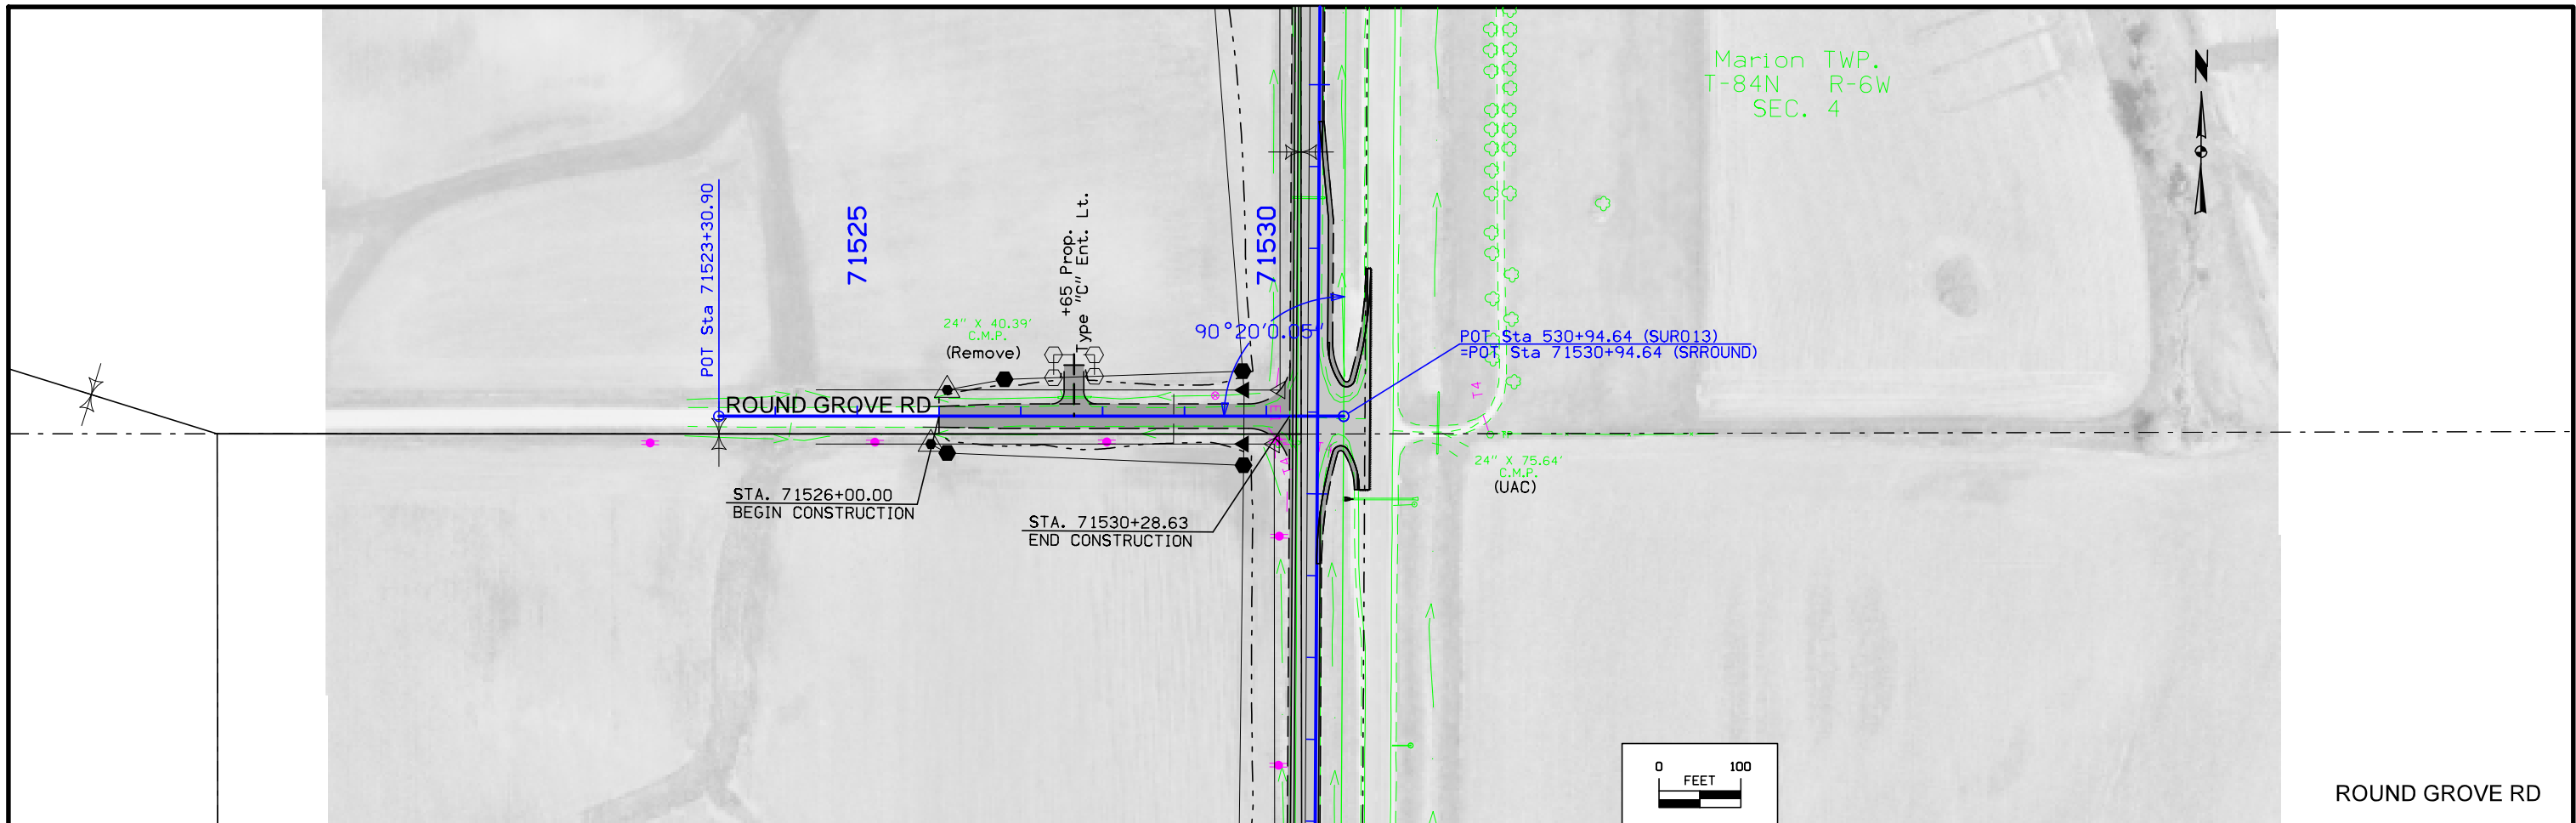 Marion TWP.
T-84N R-6W
SEC. 4
N
POT Sta 71523+30.90
71525
+65 Prop.
Type "C" Ent. Lt.
71530
24" X 40.39'
C.M.P.
(Remove)
90°20'0.05"
POT Sta 530+94.64 (SUR013)
=POT Sta 71530+94.64 (SRROUND)
ROUND GROVE RD
T4
24" X 75.64'
C.M.P.
(UAC)
STA. 71526+00.00
BEGIN CONSTRUCTION
STA. 71530+28.63
END CONSTRUCTION
0 100
FEET
ROUND GROVE RD